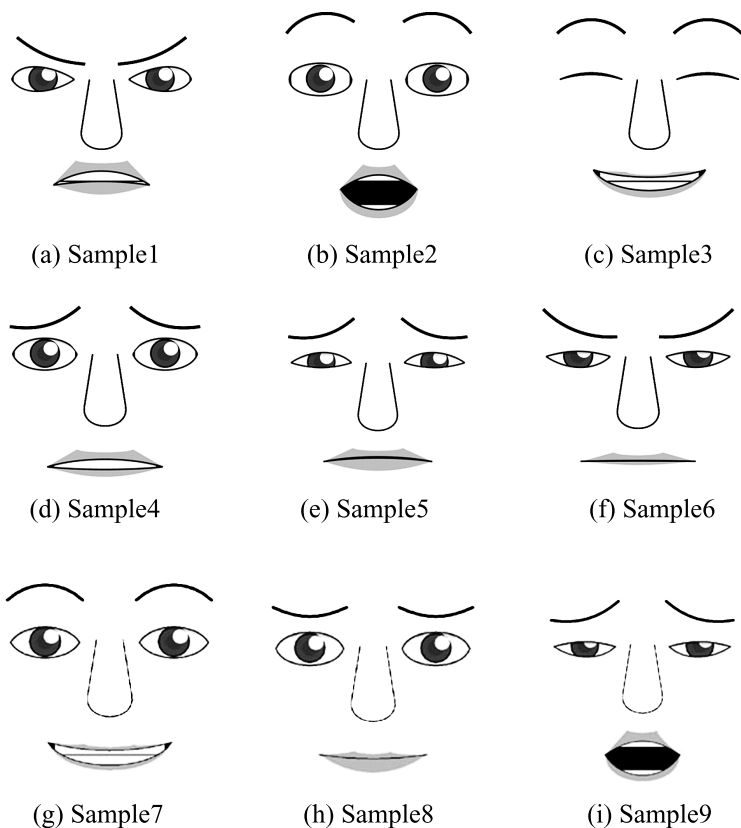 (a) Sample1
(b) Sample2
(c) Sample3
(d) Sample4
(e) Sample5
(f) Sample6
(g) Sample7
(h) Sample8
(i) Sample9